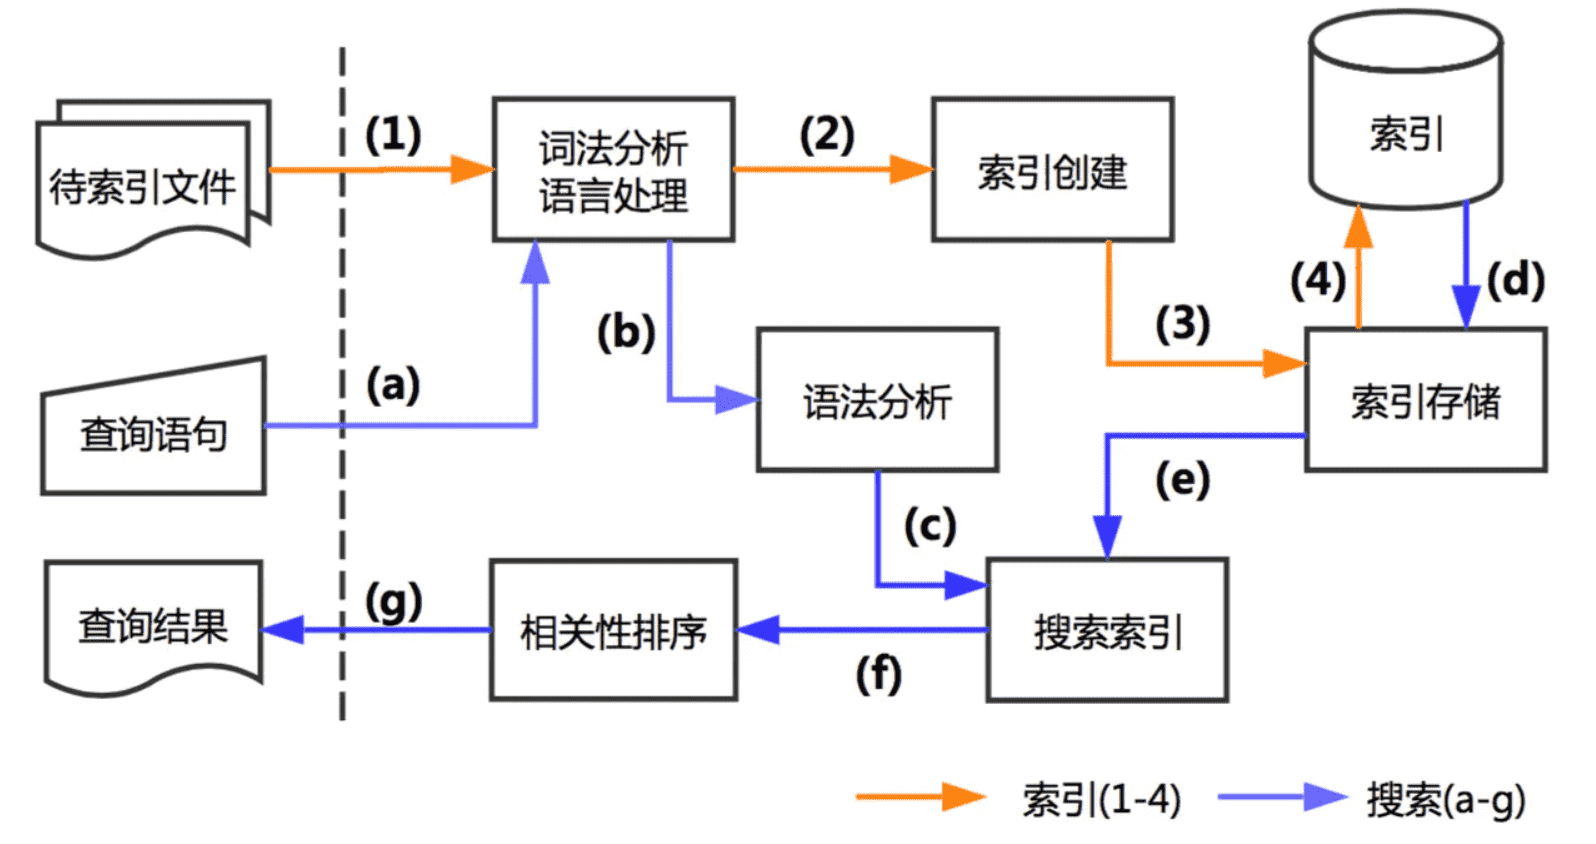 索引
(1)
(2)
待索引文件
词法分析
语言处理
索引创建
(4)
(d)
(b)
(3)
(a)
查询语句
语法分析
索引存储
(e)
(c)
(g)
查询结果
相关性排序
搜索索引
(f)
索引(1-4)
搜索(a-g)